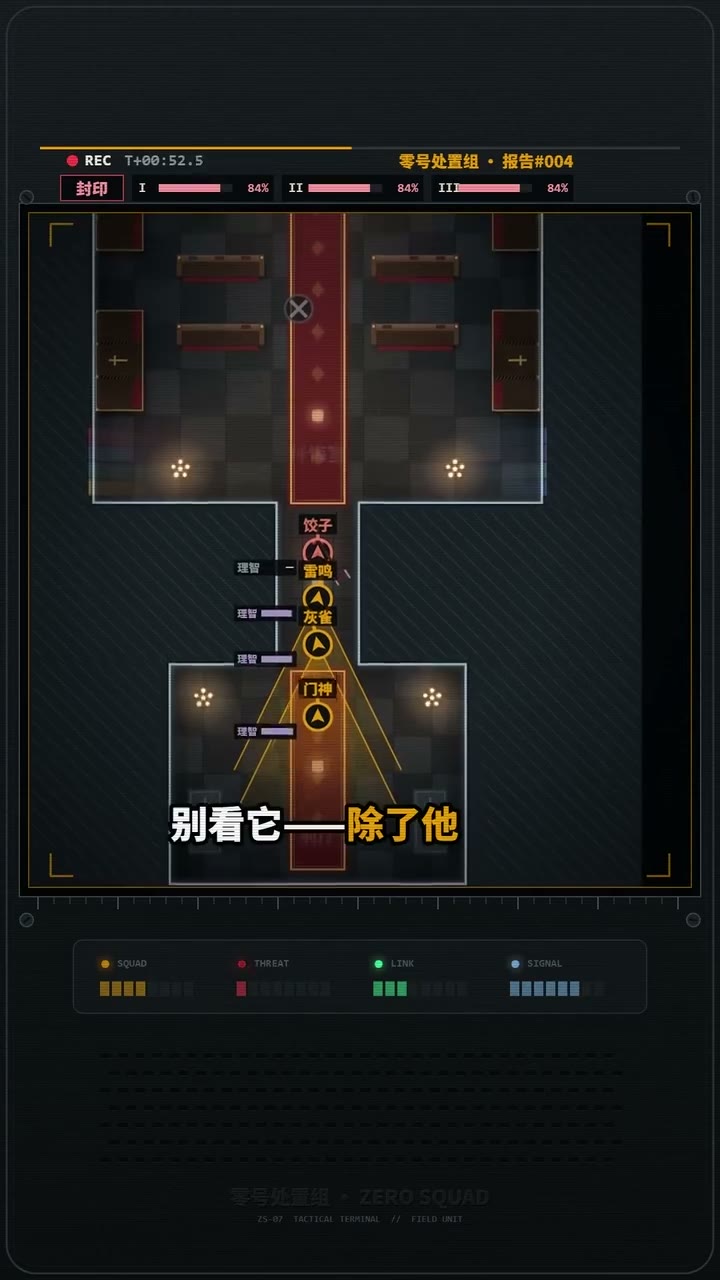 REC T+00:52.5 零号处置组 • 报告#004
封印 I 84% II 84% III 84%
饺子
理智
雷鸣
理智
灰雀
理智
门神
理智
别看它——除了他
SQUAD THREAT LINK SIGNAL
零号处置组 • ZERO SQUAD
ZS-07 TACTICAL TERMINAL // FIELD UNIT